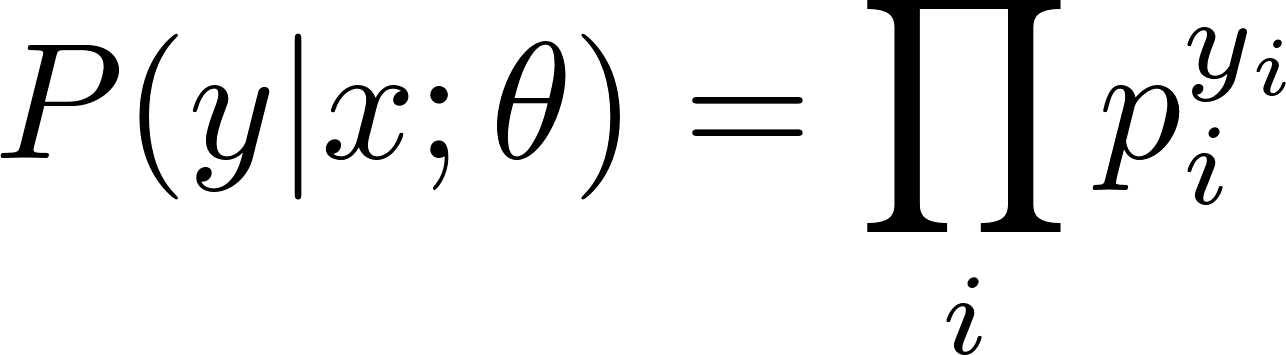 P(y|x; θ) = ∏_i p_i^{y_i}